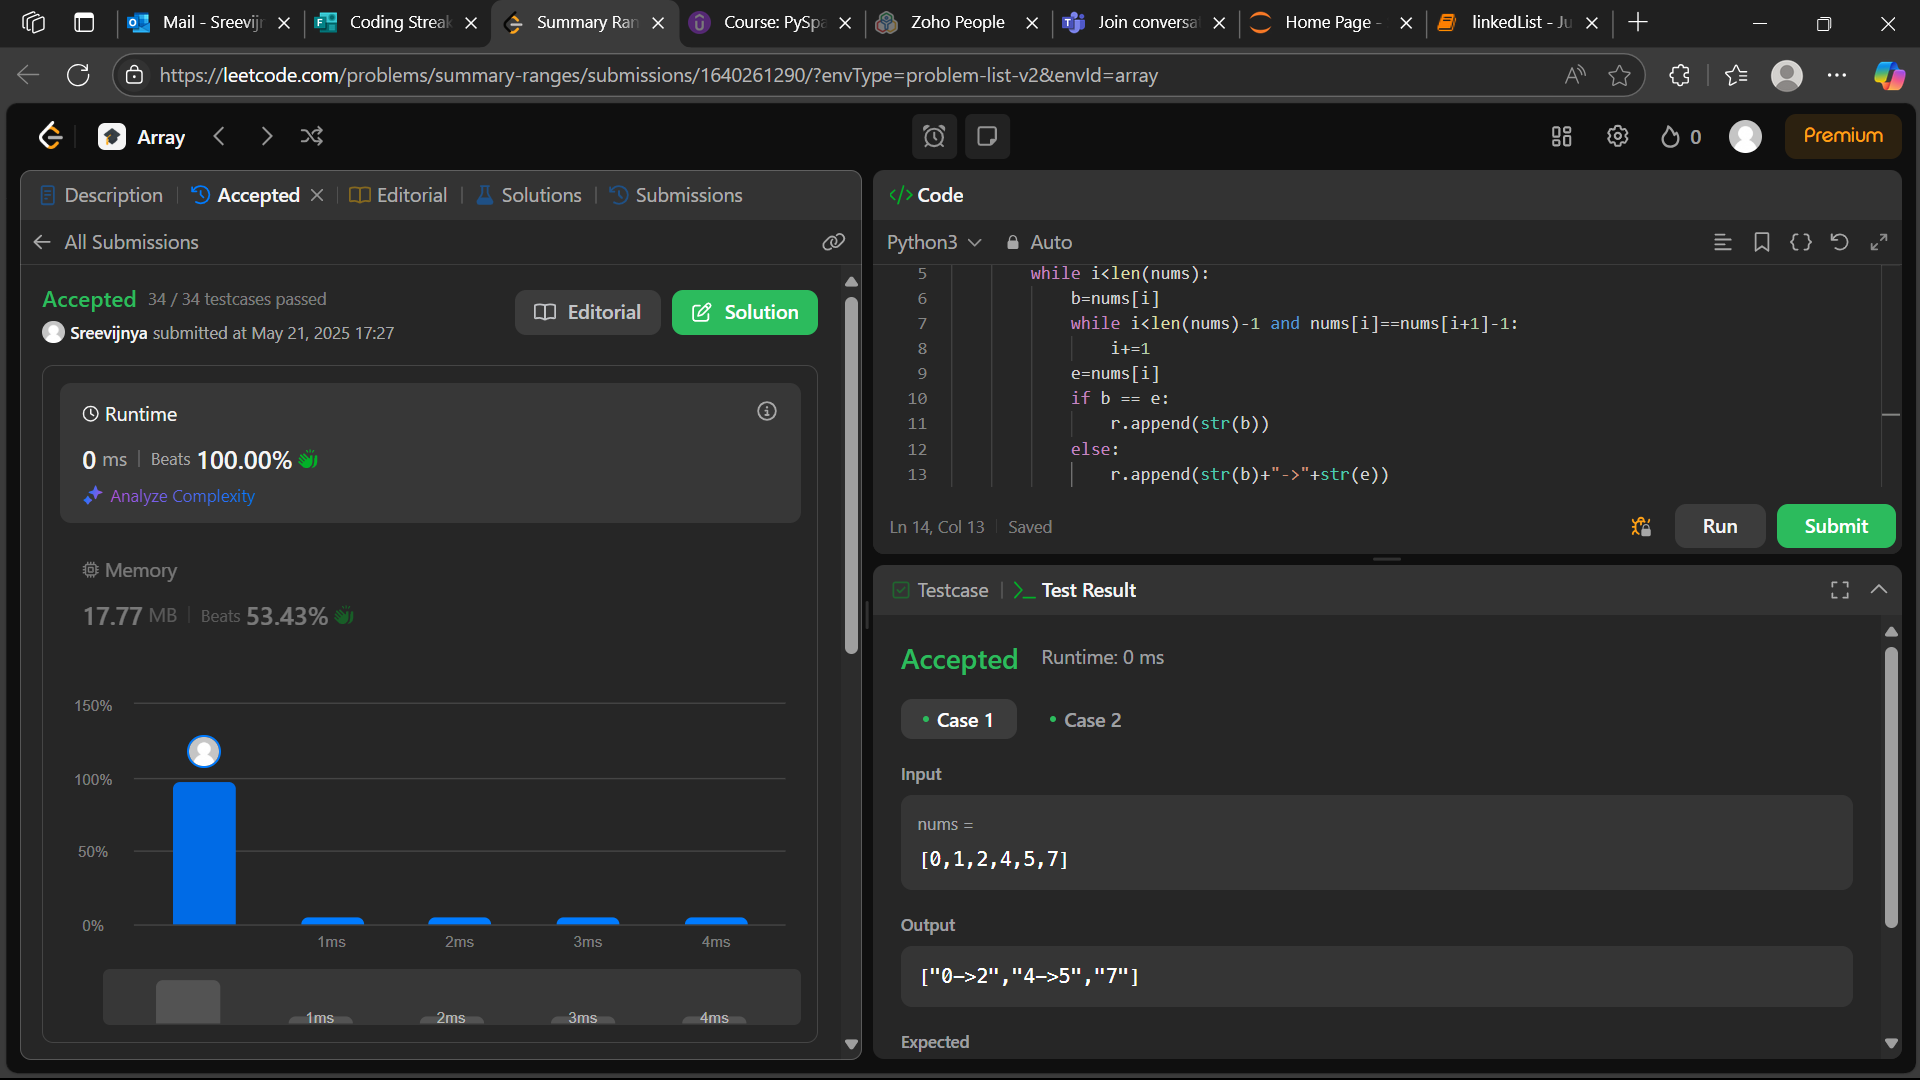 Mail - Sreevijr
Coding Streak
Summary Ran
Course: PySpa
Zoho People
Join conversat
Home Page -
linkedList - Ju
https://leetcode.com/problems/summary-ranges/submissions/1640261290/?envType=problem-list-v2&envId=array
Array
0
Premium
Description
Accepted
Editorial
Solutions
Submissions
All Submissions
Accepted 34 / 34 testcases passed
Sreevijnya submitted at May 21, 2025 17:27
Editorial
Solution
Runtime
0 ms Beats 100.00%
Analyze Complexity
Memory
17.77 MB Beats 53.43%
150%
100%
50%
0%
1ms 2ms 3ms 4ms
1ms 2ms 3ms 4ms
</> Code
Python3 Auto
5 while i<len(nums):
6 b=nums[i]
7 while i<len(nums)-1 and nums[i]==nums[i+1]-1:
8 i+=1
9 e=nums[i]
10 if b == e:
11 r.append(str(b))
12 else:
13 r.append(str(b)+"->"+str(e))
Ln 14, Col 13 Saved
Run
Submit
Testcase
Test Result
Accepted Runtime: 0 ms
• Case 1 • Case 2
Input
nums =
[0,1,2,4,5,7]
Output
["0->2","4->5","7"]
Expected